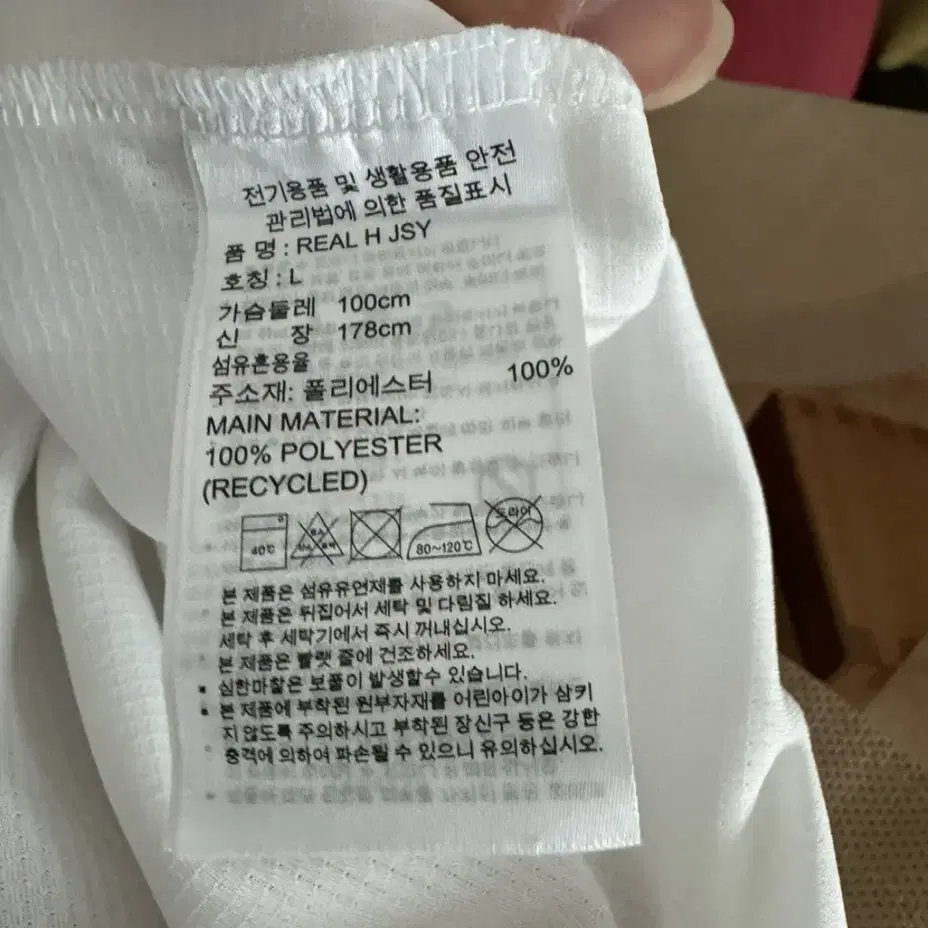 전기용품 및 생활용품 안전
관리법에 의한 품질표시
품 명 : REAL H JSY
호칭 : L
가슴둘레 100cm
신 장 178cm
섬유혼용율
주소재: 폴리에스터 100%
MAIN MATERIAL:
100% POLYESTER
(RECYCLED)
40℃ 80~120℃ 드라이
본 제품은 섬유유연제를 사용하지 마세요.
본 제품은 뒤집어서 세탁 및 다림질 하세요.
세탁 후 세탁기에서 즉시 꺼내십시오.
본 제품은 빨랫 줄에 건조하세요.
▪ 심한마찰은 보풀이 발생할수 있습니다.
▪ 본 제품에 부착된 원부자재를 어린아이가 삼키
지않도록 주의하시고 부착된 장신구 등은 강한
충격에 의하여 파손될 수 있으니 유의하십시오.